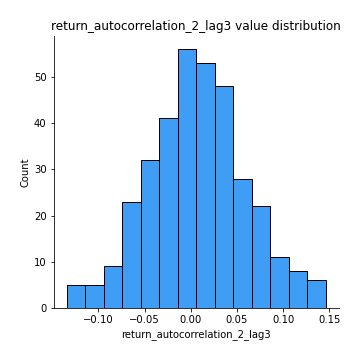 return_autocorrelation_2_lag3 value distribution
50
40
30
20
10
0
Count
−0.10 −0.05 0.00 0.05 0.10 0.15
return_autocorrelation_2_lag3